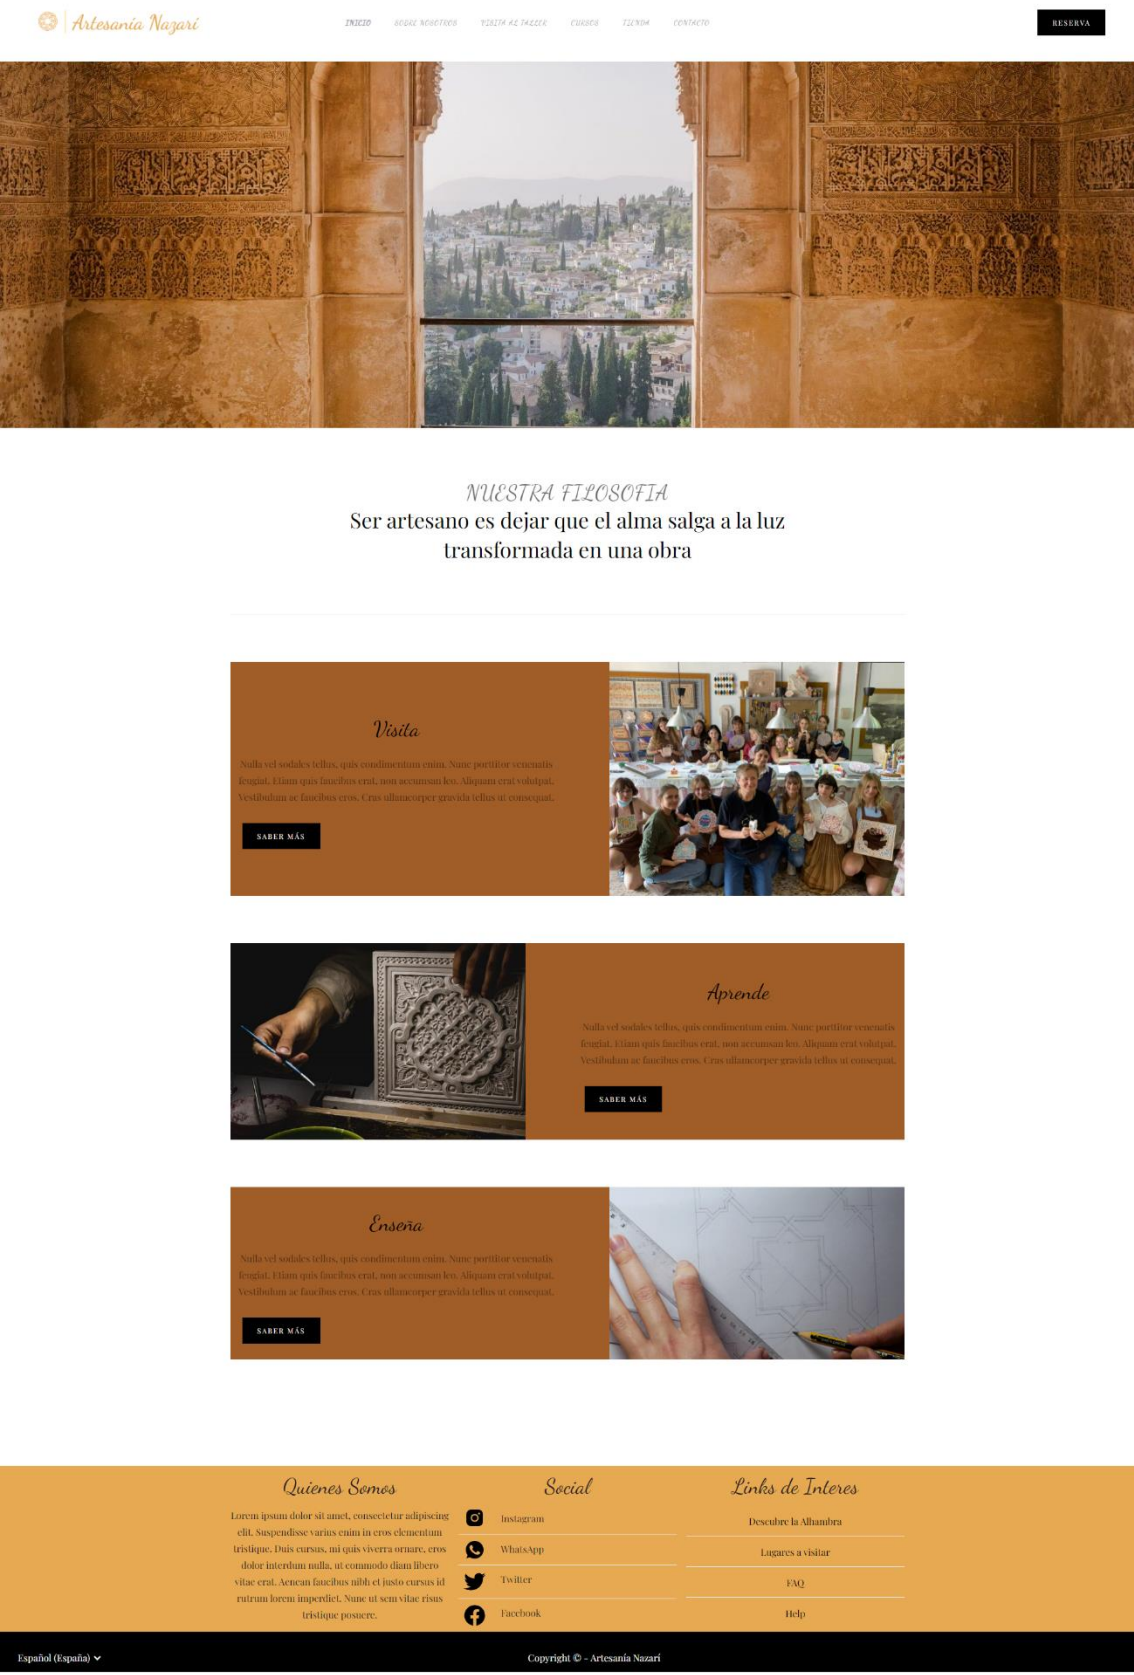 Artesanía Nazarí
INICIO SOBRE NOSOTROS VISITA AL TALLER CURSOS TIENDA CONTACTO
RESERVA
NUESTRA FILOSOFIA
Ser artesano es dejar que el alma salga a la luz
transformada en una obra
Visita
Nulla vel sodales tellus, quis condimentum enim. Nunc porttitor venenatis
feugiat. Etiam quis faucibus erat, non accumsan leo. Aliquam erat volutpat.
Vestibulum ac faucibus eros. Cras ullamcorper gravida tellus ut consequat.
SABER MÁS
Aprende
Nulla vel sodales tellus, quis condimentum enim. Nunc porttitor venenatis
feugiat. Etiam quis faucibus erat, non accumsan leo. Aliquam erat volutpat.
Vestibulum ac faucibus eros. Cras ullamcorper gravida tellus ut consequat.
SABER MÁS
Enseña
Nulla vel sodales tellus, quis condimentum enim. Nunc porttitor venenatis
feugiat. Etiam quis faucibus erat, non accumsan leo. Aliquam erat volutpat.
Vestibulum ac faucibus eros. Cras ullamcorper gravida tellus ut consequat.
SABER MÁS
Quienes Somos
Lorem ipsum dolor sit amet, consectetur adipiscing
elit. Suspendisse varius enim in eros elementum
tristique. Duis cursus, mi quis viverra ornare, eros
dolor interdum nulla, ut commodo diam libero
vitae erat. Aenean faucibus nibh et justo cursus id
rutrum lorem imperdiet. Nunc ut sem vitae risus
tristique posuere.
Social
Instagram
WhatsApp
Twitter
Facebook
Links de Interes
Descubre la Alhambra
Lugares a visitar
FAQ
Help
Español (España)
Copyright © - Artesanía Nazarí